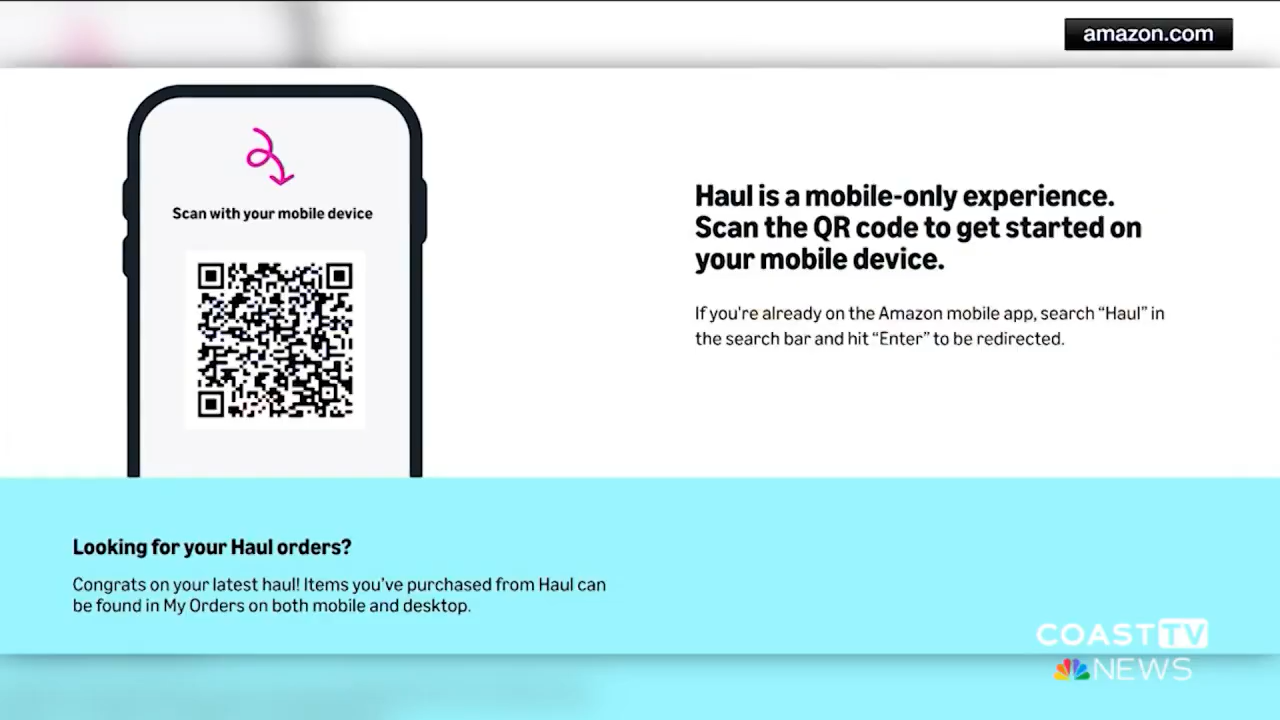 amazon.com
Scan with your mobile device
Haul is a mobile-only experience.
Scan the QR code to get started on
your mobile device.
If you're already on the Amazon mobile app, search “Haul” in
the search bar and hit “Enter” to be redirected.
Looking for your Haul orders?
Congrats on your latest haul! Items you've purchased from Haul can
be found in My Orders on both mobile and desktop.
COAST TV
NEWS